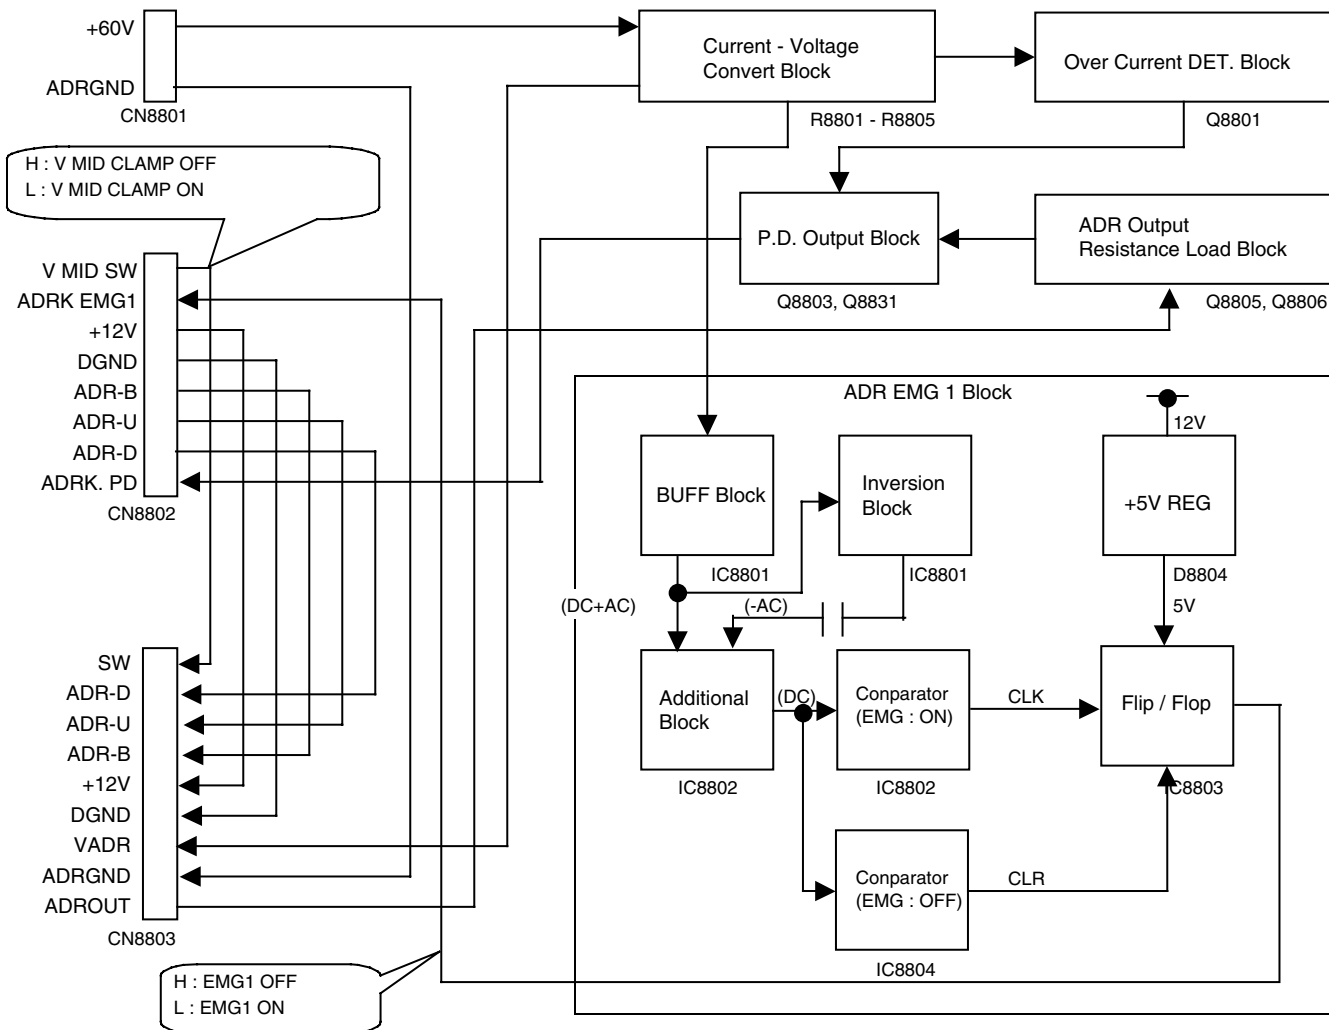 +60V
ADRGND
CN8801
Current - Voltage
Convert Block
R8801 - R8805
Over Current DET. Block
Q8801
H : V MID CLAMP OFF
L : V MID CLAMP ON
P.D. Output Block
Q8803, Q8831
ADR Output
Resistance Load Block
Q8805, Q8806
V MID SW
ADRK EMG1
+12V
DGND
ADR-B
ADR-U
ADR-D
ADRK. PD
CN8802
ADR EMG 1 Block
12V
BUFF Block
IC8801
Inversion
Block
IC8801
+5V REG
D8804
5V
(DC+AC)
(-AC)
Additional
Block
IC8802
(DC)
Conparator
(EMG : ON)
IC8802
CLK
Flip / Flop
IC8803
Conparator
(EMG : OFF)
IC8804
CLR
SW
ADR-D
ADR-U
ADR-B
+12V
DGND
VADR
ADRGND
ADROUT
CN8803
H : EMG1 OFF
L : EMG1 ON